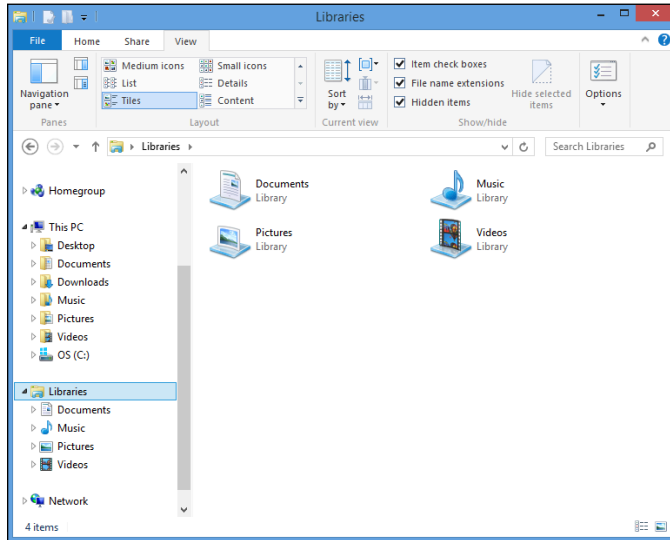 Libraries
File Home Share View
Medium icons Small icons
List Details
Tiles Content
Navigation pane
Sort by
Item check boxes
File name extensions
Hidden items
Hide selected items
Options
Panes Layout Current view Show/hide
Libraries
Search Libraries
Homegroup
This PC
Desktop
Documents
Downloads
Music
Pictures
Videos
OS (C:)
Libraries
Documents
Music
Pictures
Videos
Network
Documents
Library
Music
Library
Pictures
Library
Videos
Library
4 items